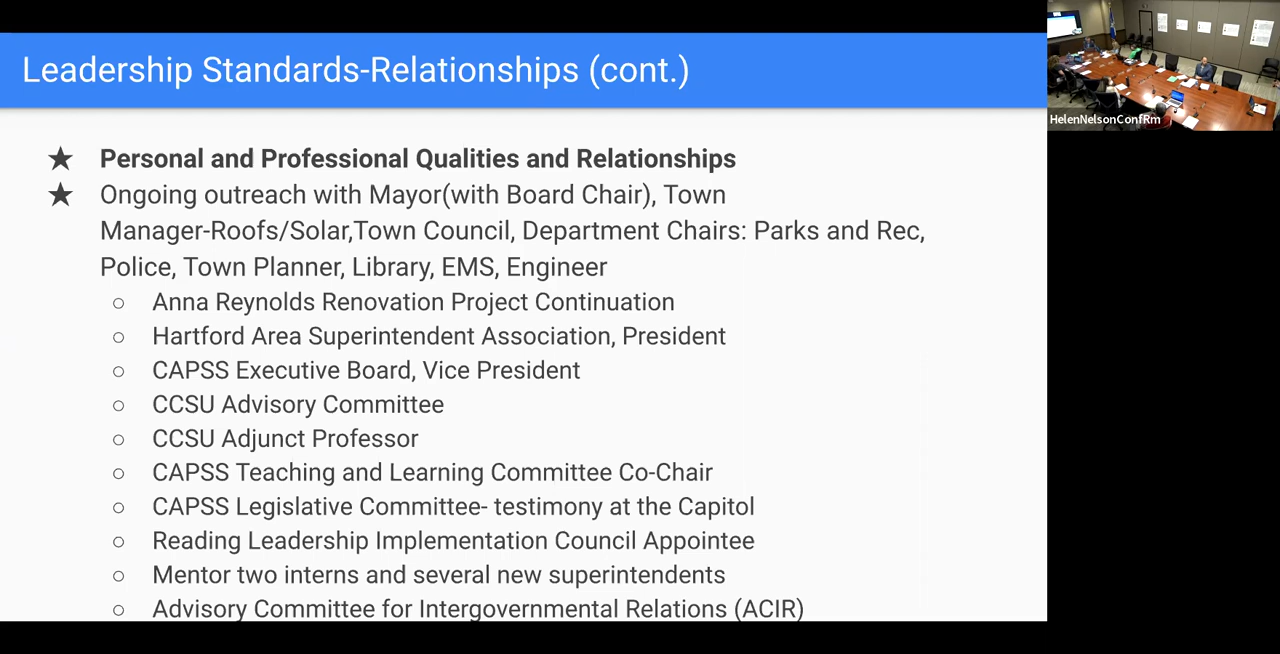 Leadership Standards-Relationships (cont.)
HelenNelsonConfRm
★ Personal and Professional Qualities and Relationships
★ Ongoing outreach with Mayor(with Board Chair), Town
Manager-Roofs/Solar,Town Council, Department Chairs: Parks and Rec,
Police, Town Planner, Library, EMS, Engineer
○ Anna Reynolds Renovation Project Continuation
○ Hartford Area Superintendent Association, President
○ CAPSS Executive Board, Vice President
○ CCSU Advisory Committee
○ CCSU Adjunct Professor
○ CAPSS Teaching and Learning Committee Co-Chair
○ CAPSS Legislative Committee- testimony at the Capitol
○ Reading Leadership Implementation Council Appointee
○ Mentor two interns and several new superintendents
○ Advisory Committee for Intergovernmental Relations (ACIR)